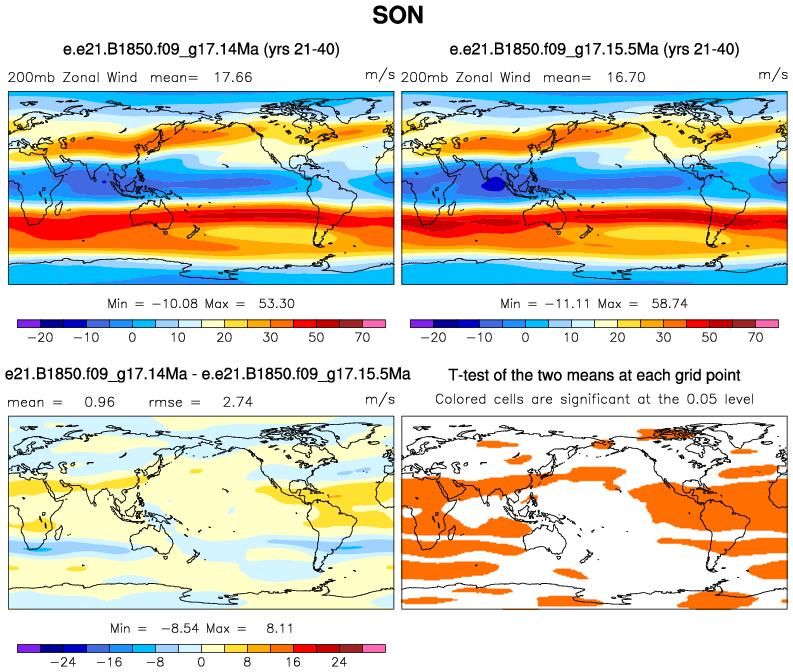 SON
e.e21.B1850.f09_g17.14Ma (yrs 21-40)
200mb Zonal Wind mean= 17.66 m/s
Min = −10.08 Max = 53.30
−20 −10 0 10 20 30 50 70
e.e21.B1850.f09_g17.15.5Ma (yrs 21-40)
200mb Zonal Wind mean= 16.70 m/s
Min = −11.11 Max = 58.74
−20 −10 0 10 20 30 50 70
e21.B1850.f09_g17.14Ma - e.e21.B1850.f09_g17.15.5Ma
mean = 0.96 rmse = 2.74 m/s
Min = −8.54 Max = 8.11
−24 −16 −8 0 8 16 24
T-test of the two means at each grid point
Colored cells are significant at the 0.05 level